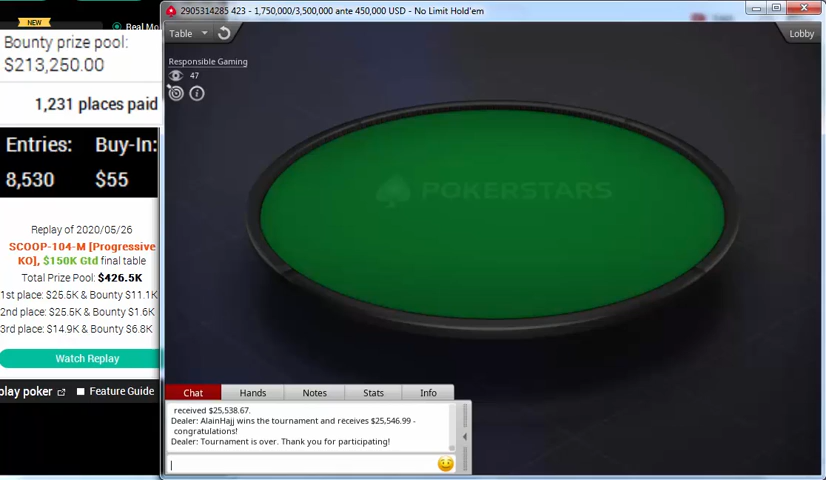 NEW
Real Mo
Bounty prize pool:
$213,250.00
1,231 places paid
Entries: Buy-In:
8,530 $55
Replay of 2020/05/26
SCOOP-104-M [Progressive
KO], $150K Gtd final table
Total Prize Pool: $426.5K
1st place: $25.5K & Bounty $11.1K
2nd place: $25.5K & Bounty $1.6K
3rd place: $14.9K & Bounty $6.8K
Watch Replay
play poker Feature Guide
2905314285 423 - 1,750,000/3,500,000 ante 450,000 USD - No Limit Hold'em
Table
Lobby
Responsible Gaming
47
POKERSTARS
Chat Hands Notes Stats Info
received $25,538.67.
Dealer: AlainHajj wins the tournament and receives $25,546.99 -
congratulations!
Dealer: Tournament is over. Thank you for participating!